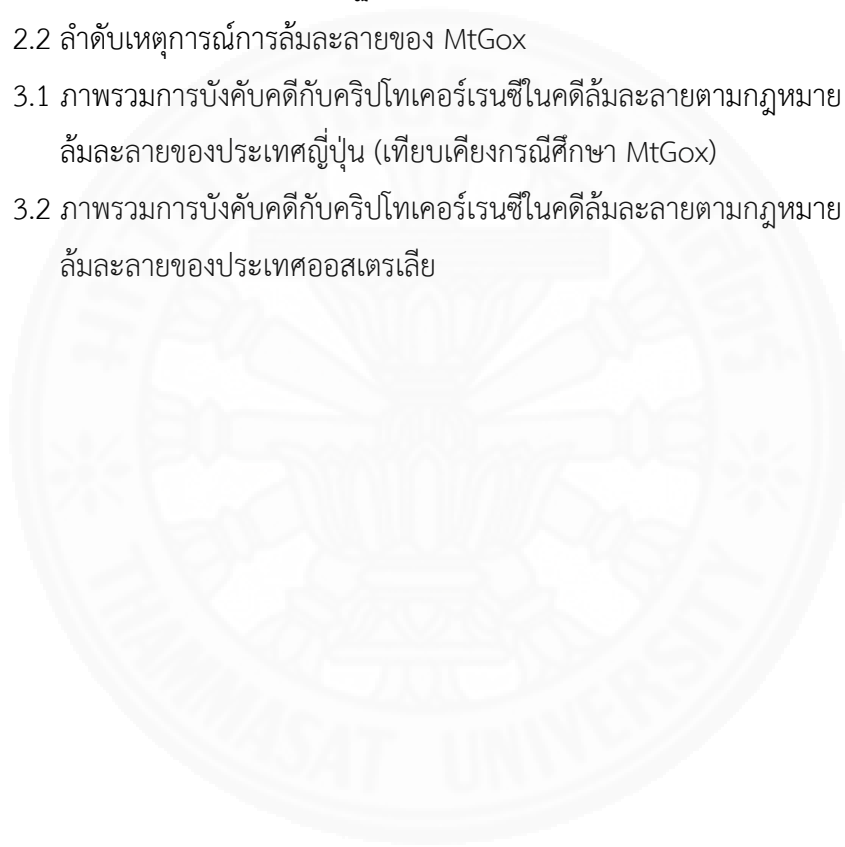 2.2 ลำดับเหตุการณ์การล้มละลายของ MtGox
3.1 ภาพรวมการบังคับคดีกับคริปโทเคอร์เรนซีในคดีล้มละลายตามกฎหมาย
ล้มละลายของประเทศญี่ปุ่น (เทียบเคียงกรณีศึกษา MtGox)
3.2 ภาพรวมการบังคับคดีกับคริปโทเคอร์เรนซีในคดีล้มละลายตามกฎหมาย
ล้มละลายของประเทศออสเตรเลีย
THAMMASAT UNIVERSITY